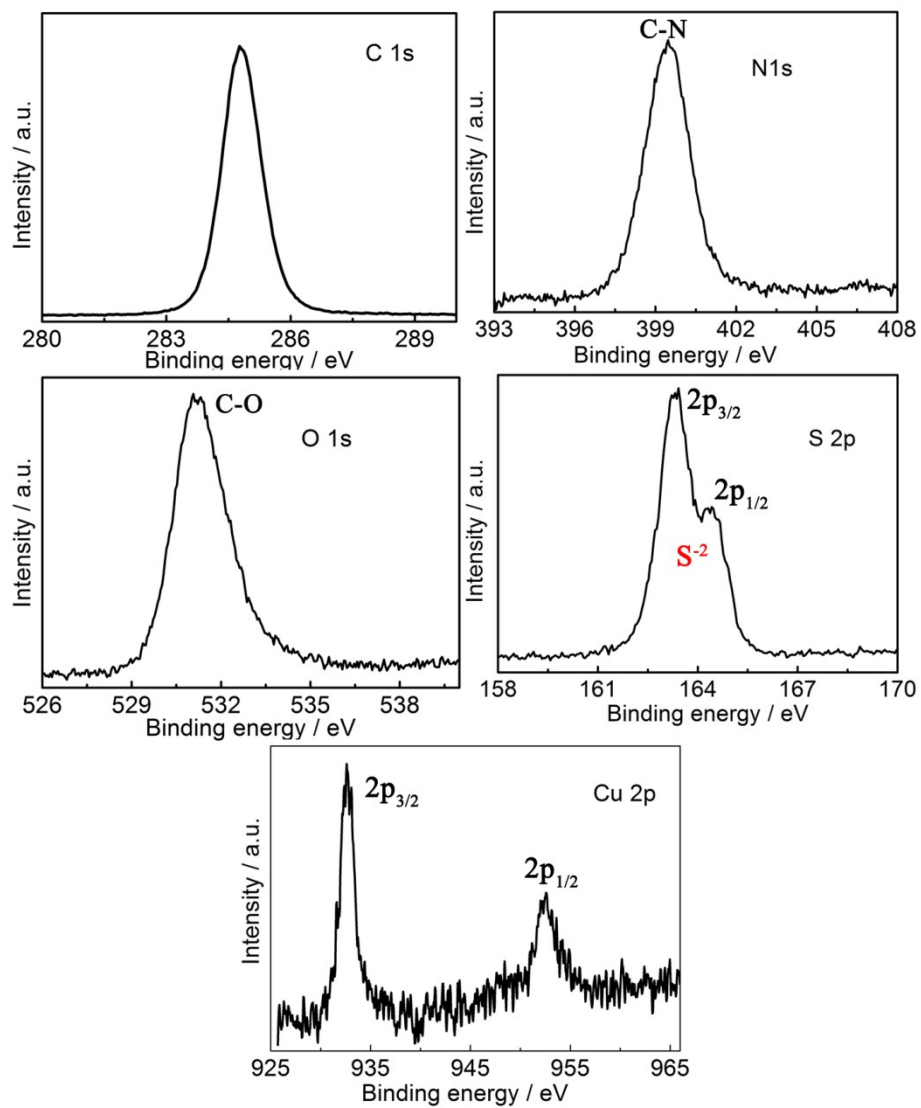 C 1s
Intensity / a.u.
280 283 286 289
Binding energy / eV
C-N
N1s
Intensity / a.u.
393 396 399 402 405 408
Binding energy / eV
C-O
O 1s
Intensity / a.u.
526 529 532 535 538
Binding energy / eV
2p3/2
S 2p
2p1/2
S-2
Intensity / a.u.
158 161 164 167 170
Binding energy / eV
2p3/2
Cu 2p
2p1/2
Intensity / a.u.
925 935 945 955 965
Binding energy / eV